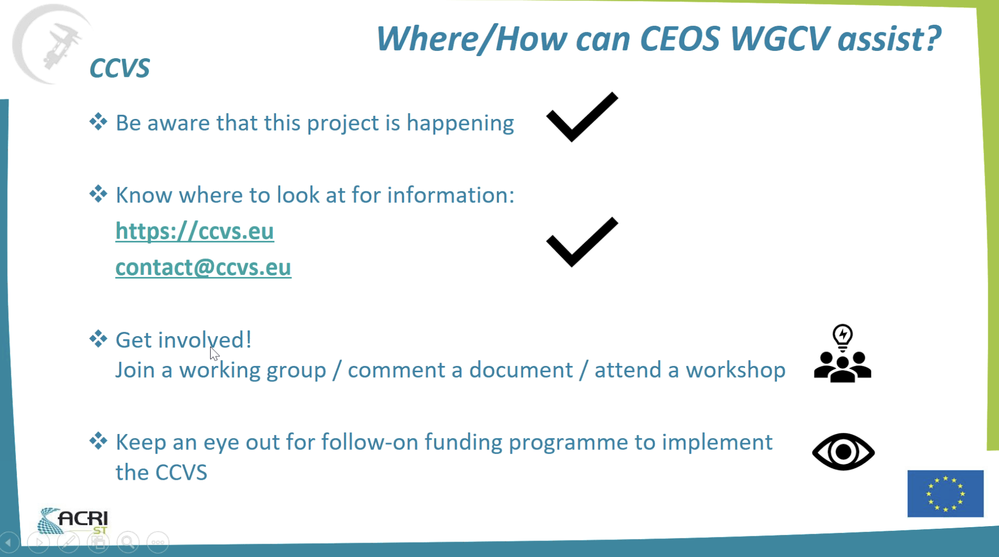 Where/How can CEOS WGCV assist?
CCVS
Be aware that this project is happening
Know where to look at for information:
https://ccvs.eu
contact@ccvs.eu
Get involved!
Join a working group / comment a document / attend a workshop
Keep an eye out for follow-on funding programme to implement
the CCVS
ACRI
ST